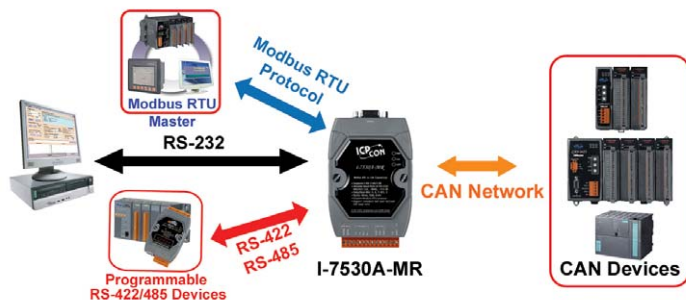 Modbus RTU
Master
Modbus RTU
Protocol
RS-232
ICP
CON
I-7530A-MR
CAN Network
CAN Devices
RS-422
RS-485
Programmable
RS-422/485 Devices